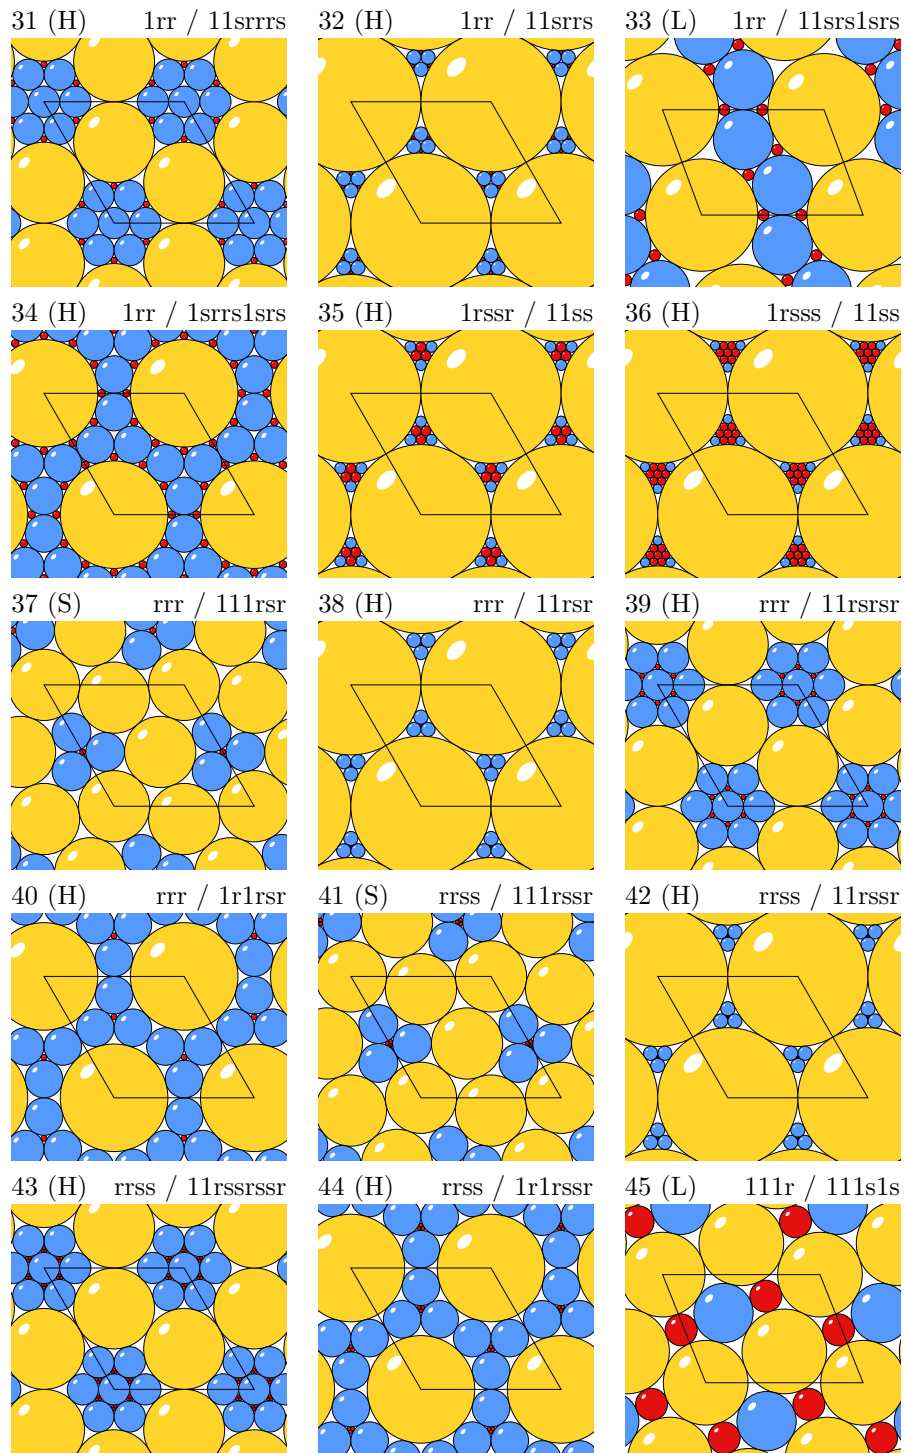 31 (H) 1rr / 11srrrs 32 (H) 1rr / 11srrs 33 (L) 1rr / 11srs1srs
34 (H) 1rr / 1srrs1srs 35 (H) 1rssr / 11ss 36 (H) 1rsss / 11ss
37 (S) rrr / 111rsr 38 (H) rrr / 11rsr 39 (H) rrr / 11rsrsr
40 (H) rrr / 1r1rsr 41 (S) rrss / 111rssr 42 (H) rrss / 11rssr
43 (H) rrss / 11rssrssr 44 (H) rrss / 1r1rssr 45 (L) 111r / 111s1s